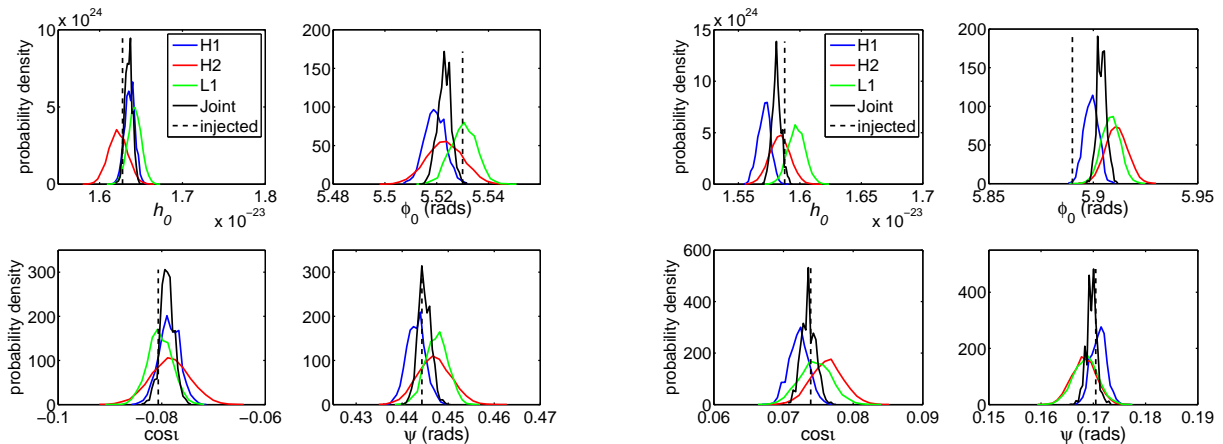 x 10^24
probability density
10
5
0
1.6 1.7 1.8
h_0
x 10^-23
H1
H2
L1
Joint
injected
200
150
100
50
0
5.48 5.5 5.52 5.54
ϕ_0 (rads)
probability density
300
200
100
0
−0.1 −0.08 −0.06
cosι
300
200
100
0
0.43 0.44 0.45 0.46 0.47
ψ (rads)
x 10^24
probability density
15
10
5
0
1.55 1.6 1.65 1.7
h_0
x 10^-23
H1
H2
L1
Joint
injected
200
150
100
50
0
5.85 5.9 5.95
ϕ_0 (rads)
probability density
600
400
200
0
0.06 0.07 0.08 0.09
cosι
400
200
0
0.15 0.16 0.17 0.18 0.19
ψ (rads)